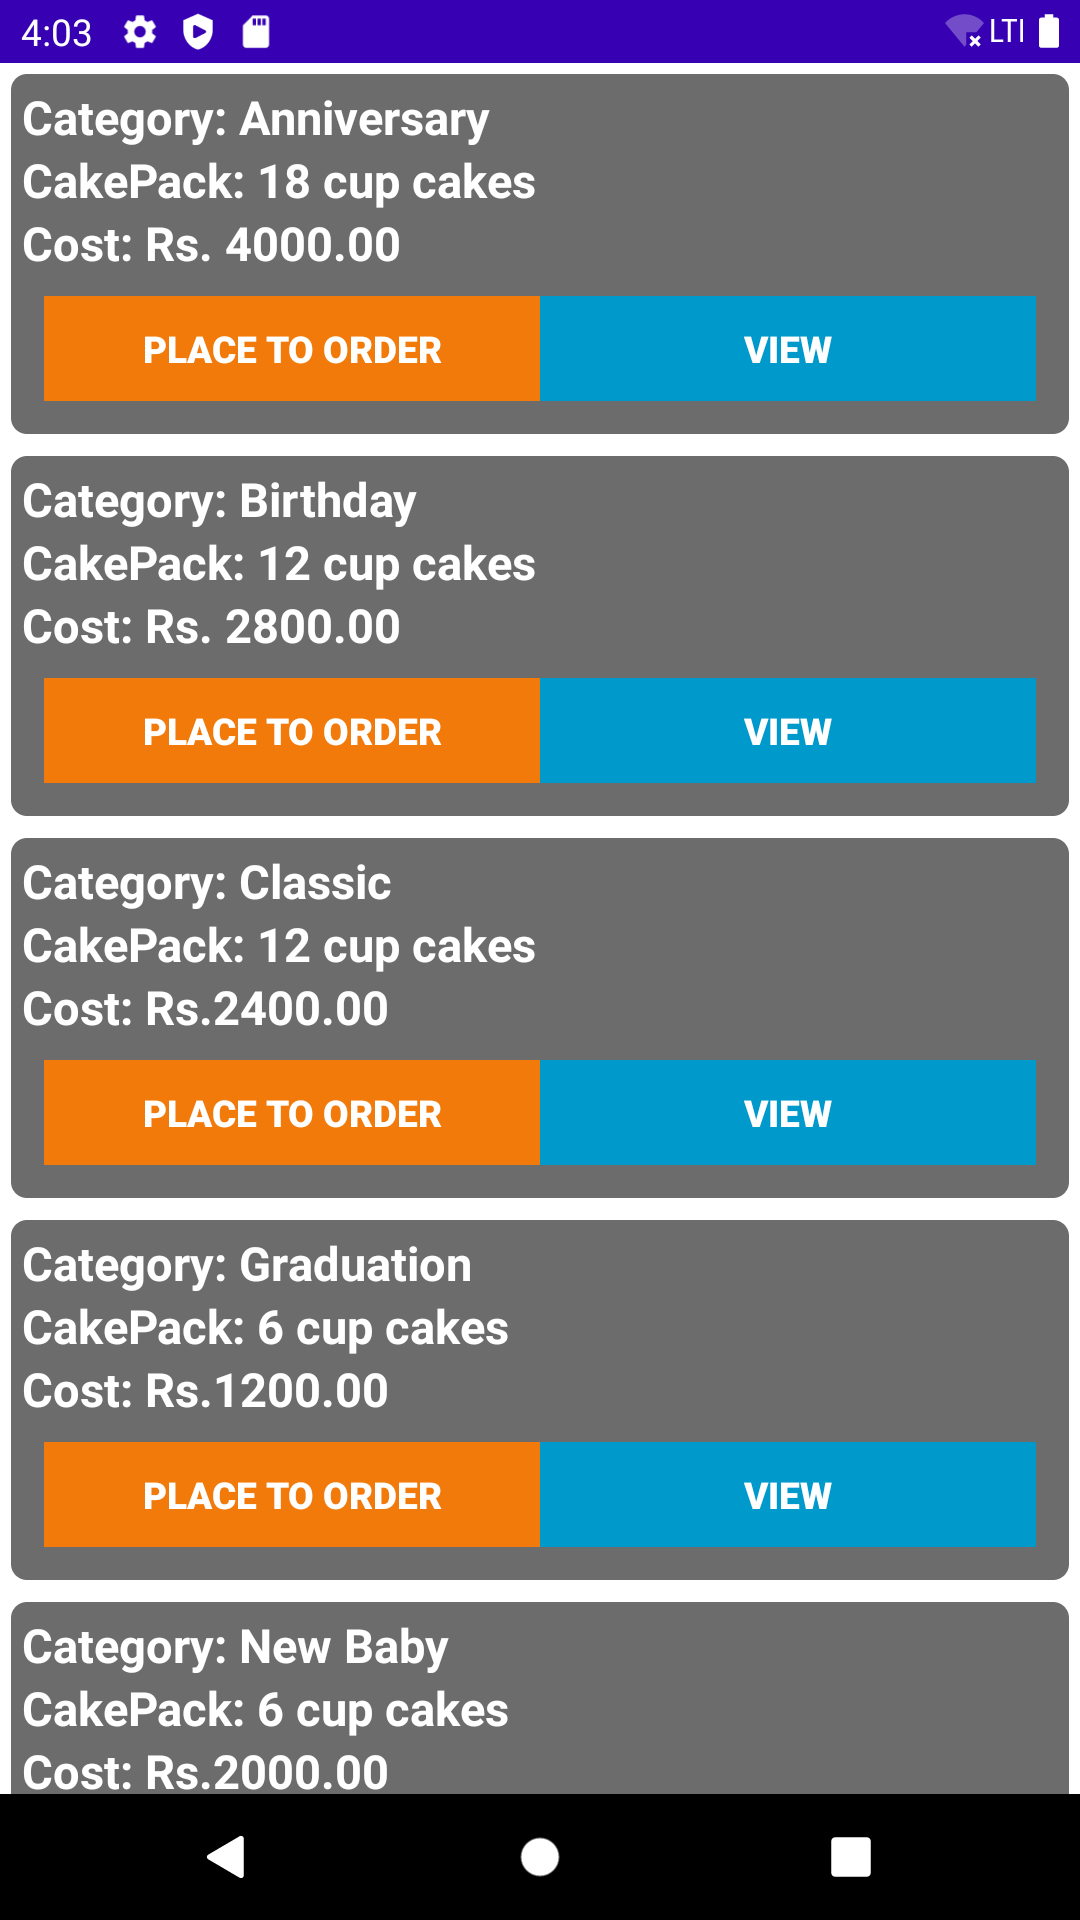 4:03
LTE
Category: Anniversary
CakePack: 18 cup cakes
Cost: Rs. 4000.00
PLACE TO ORDER
VIEW
Category: Birthday
CakePack: 12 cup cakes
Cost: Rs. 2800.00
PLACE TO ORDER
VIEW
Category: Classic
CakePack: 12 cup cakes
Cost: Rs.2400.00
PLACE TO ORDER
VIEW
Category: Graduation
CakePack: 6 cup cakes
Cost: Rs.1200.00
PLACE TO ORDER
VIEW
Category: New Baby
CakePack: 6 cup cakes
Cost: Rs.2000.00